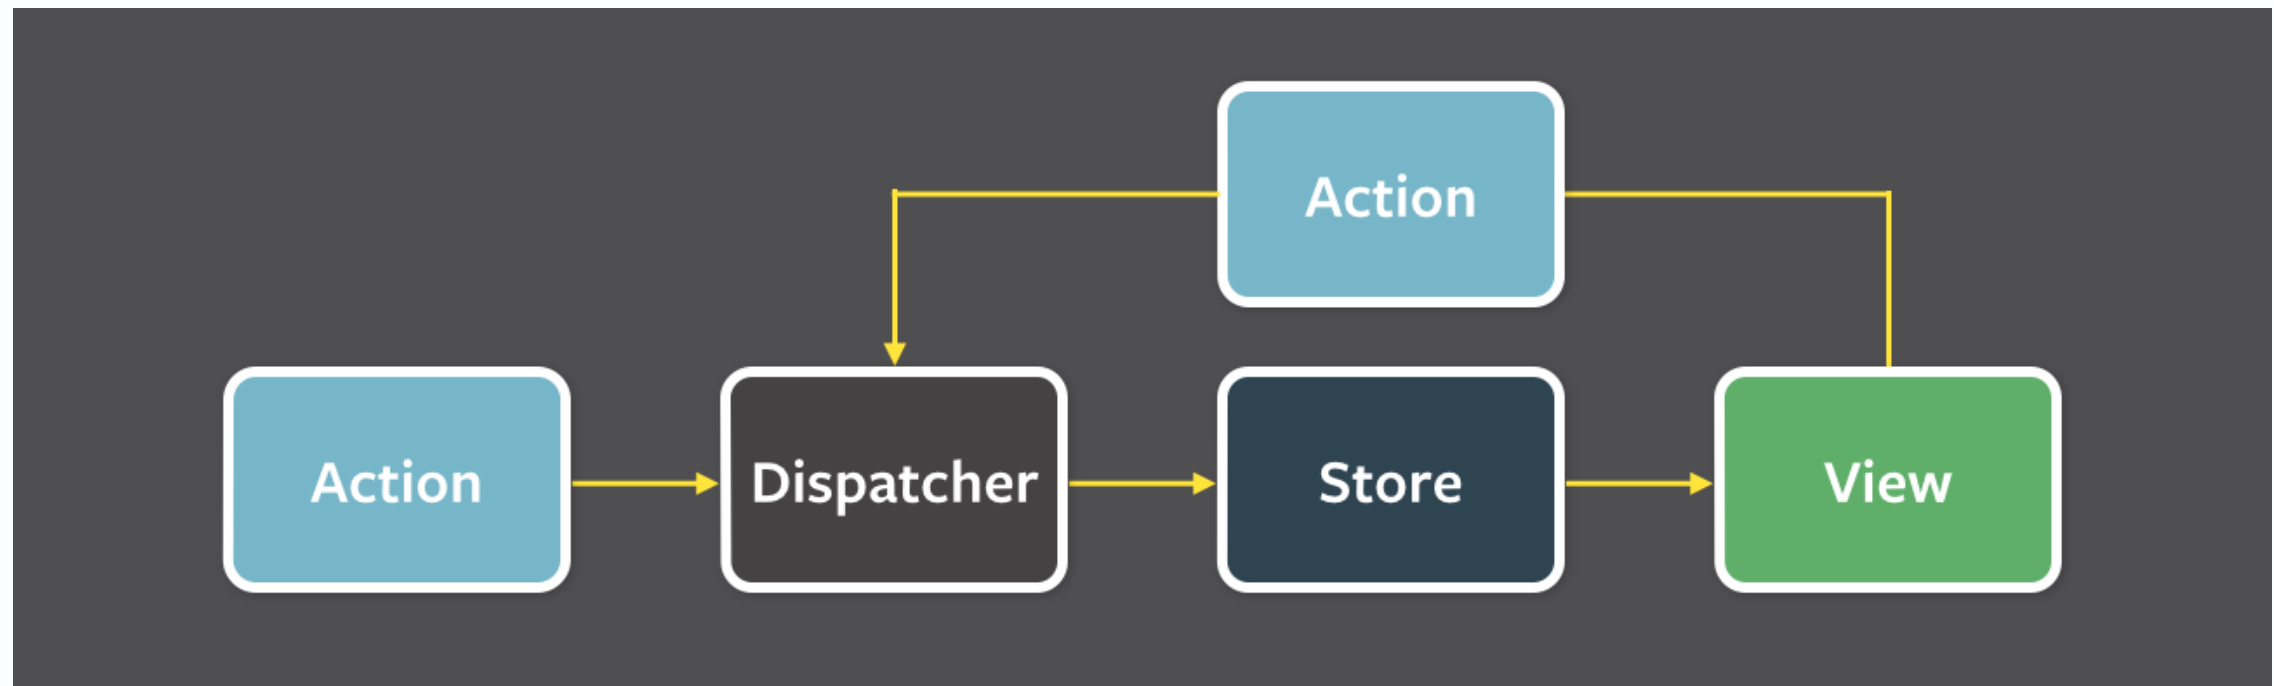 Action
Action
Dispatcher
Store
View